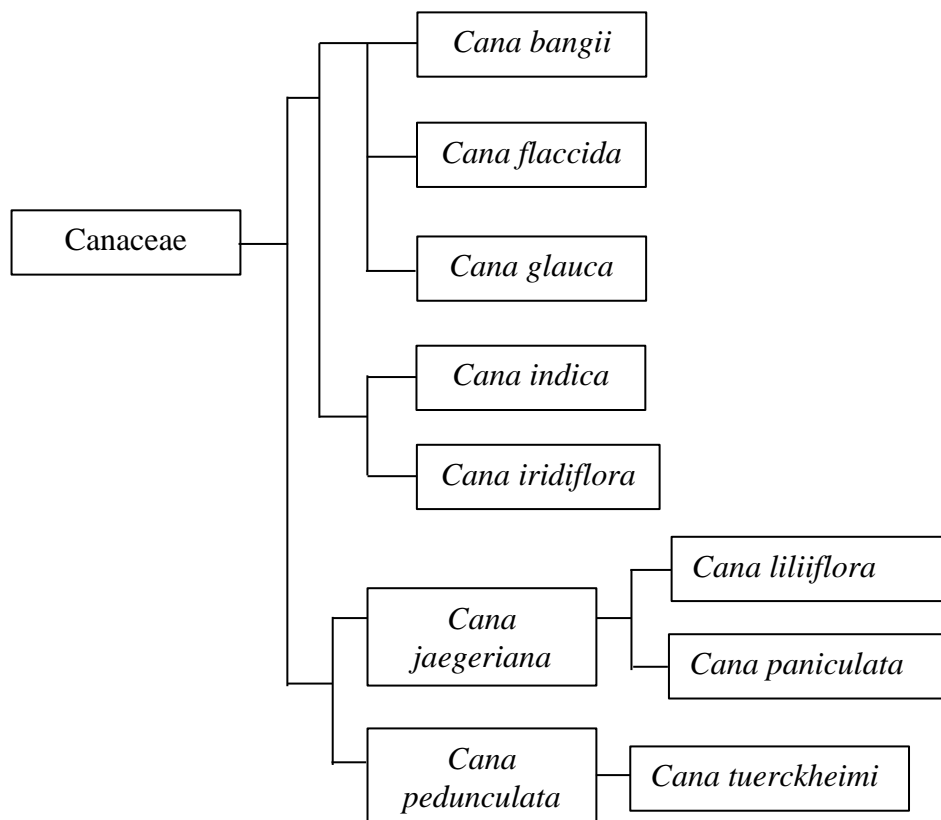 Cana bangii
Cana flaccida
Canaceae
Cana glauca
Cana indica
Cana iridiflora
Cana liliiflora
Cana
jaegeriana
Cana paniculata
Cana
pedunculata
Cana tuerckheimi